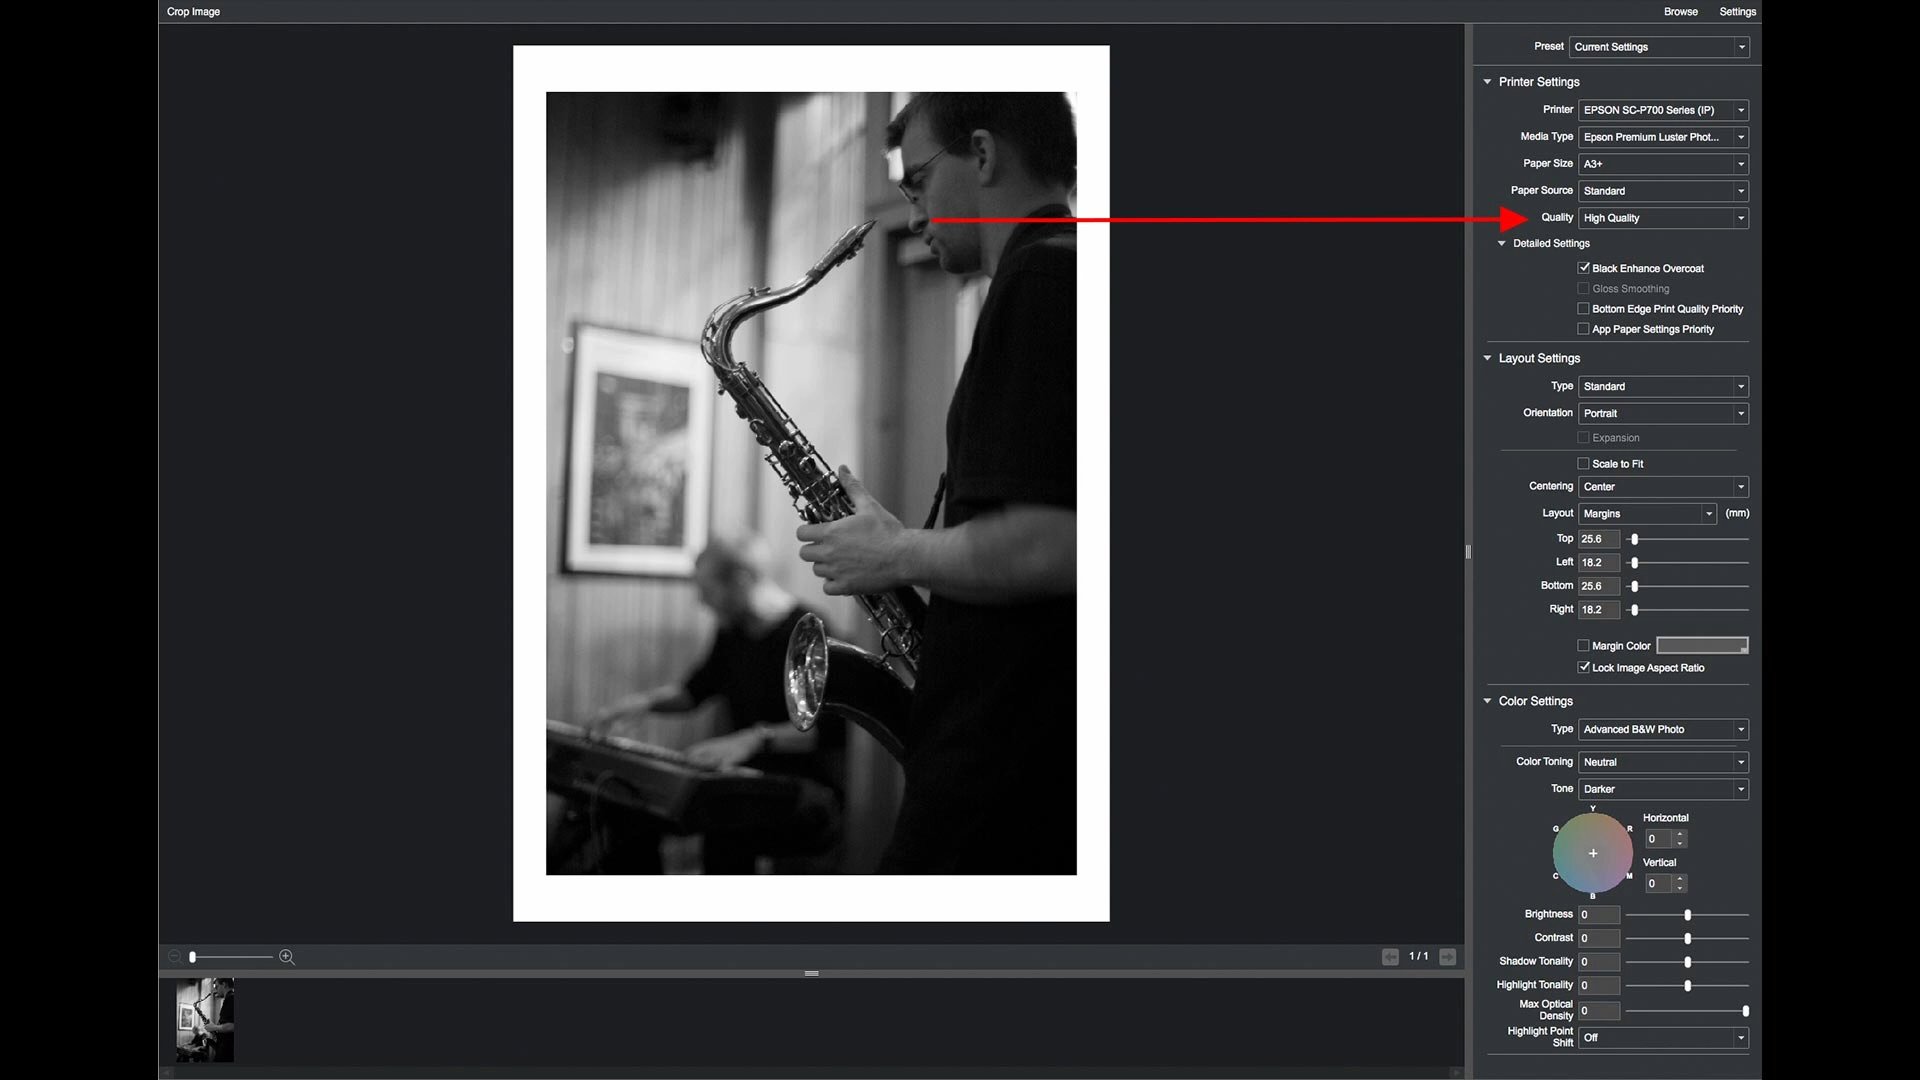 Crop Image
Browse Settings
Preset Current Settings
Printer Settings
Printer EPSON SC-P700 Series (IP)
Media Type Epson Premium Luster Phot...
Paper Size A3+
Paper Source Standard
Quality High Quality
Detailed Settings
Black Enhance Overcoat
Gloss Smoothing
Bottom Edge Print Quality Priority
App Paper Settings Priority
Layout Settings
Type Standard
Orientation Portrait
Expansion
Scale to Fit
Centering Center
Layout Margins (mm)
Top 25.6
Left 18.2
Bottom 25.6
Right 18.2
Margin Color
Lock Image Aspect Ratio
Color Settings
Type Advanced B&W Photo
Color Toning Neutral
Tone Darker
Y
Horizontal
G R
0
Vertical
C M
0
B
Brightness 0
Contrast 0
Shadow Tonality 0
Highlight Tonality 0
Max Optical
Density 0
Highlight Point
Shift Off
1 / 1